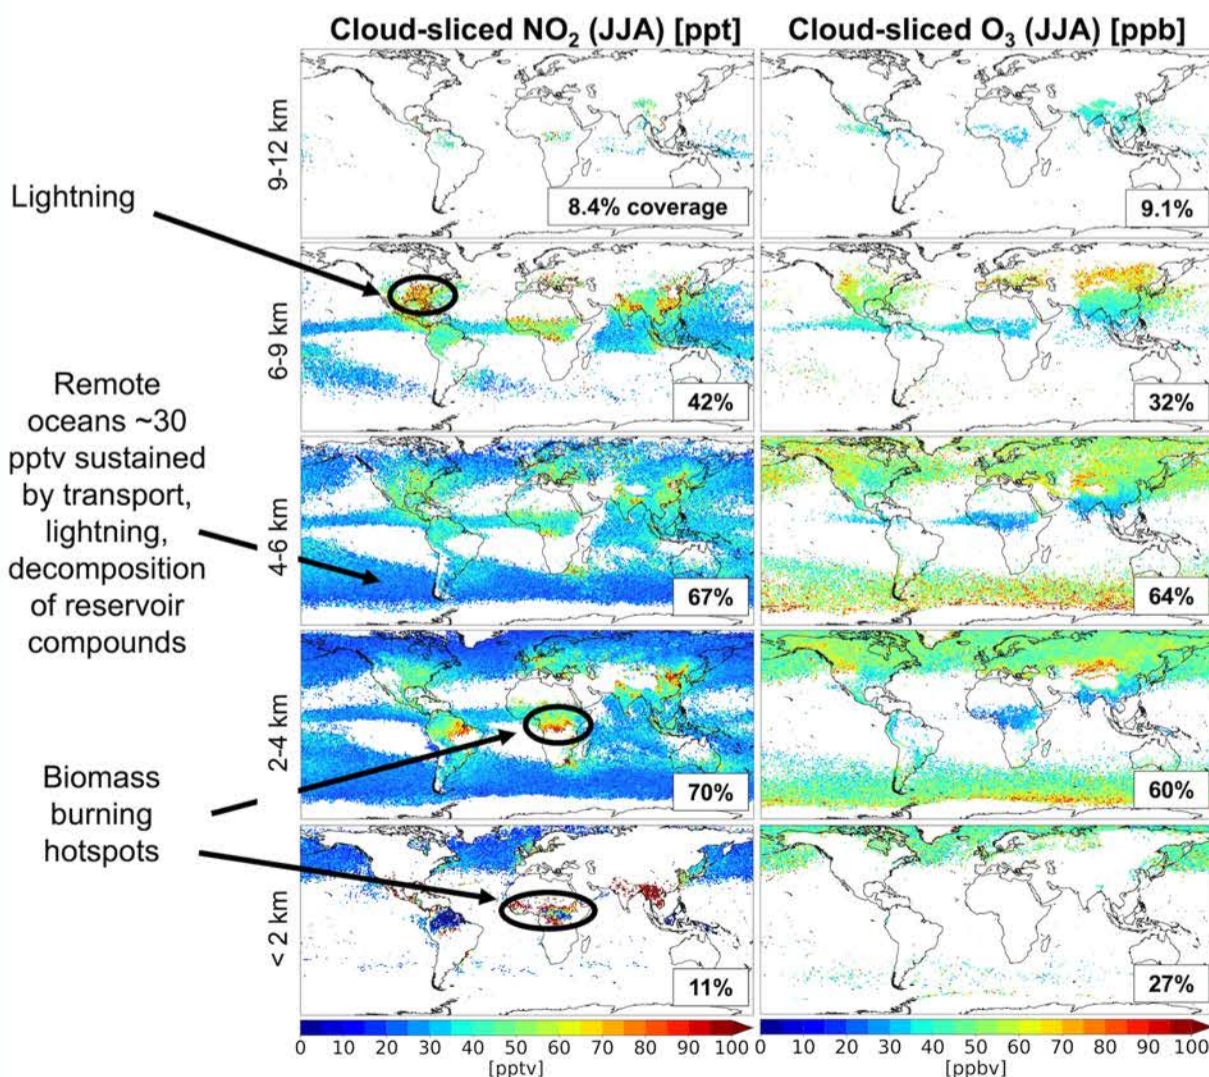 Cloud-sliced NO₂ (JJA) [ppt]
Cloud-sliced O₃ (JJA) [ppb]
9-12 km
8.4% coverage
9.1%
Lightning
6-9 km
42%
32%
Remote
oceans ~30
pptv sustained
by transport,
lightning,
decomposition
of reservoir
compounds
4-6 km
67%
64%
2-4 km
70%
60%
Biomass
burning
hotspots
< 2 km
11%
27%
0 10 20 30 40 50 60 70 80 90 100
[pptv]
0 10 20 30 40 50 60 70 80 90 100
[ppbv]